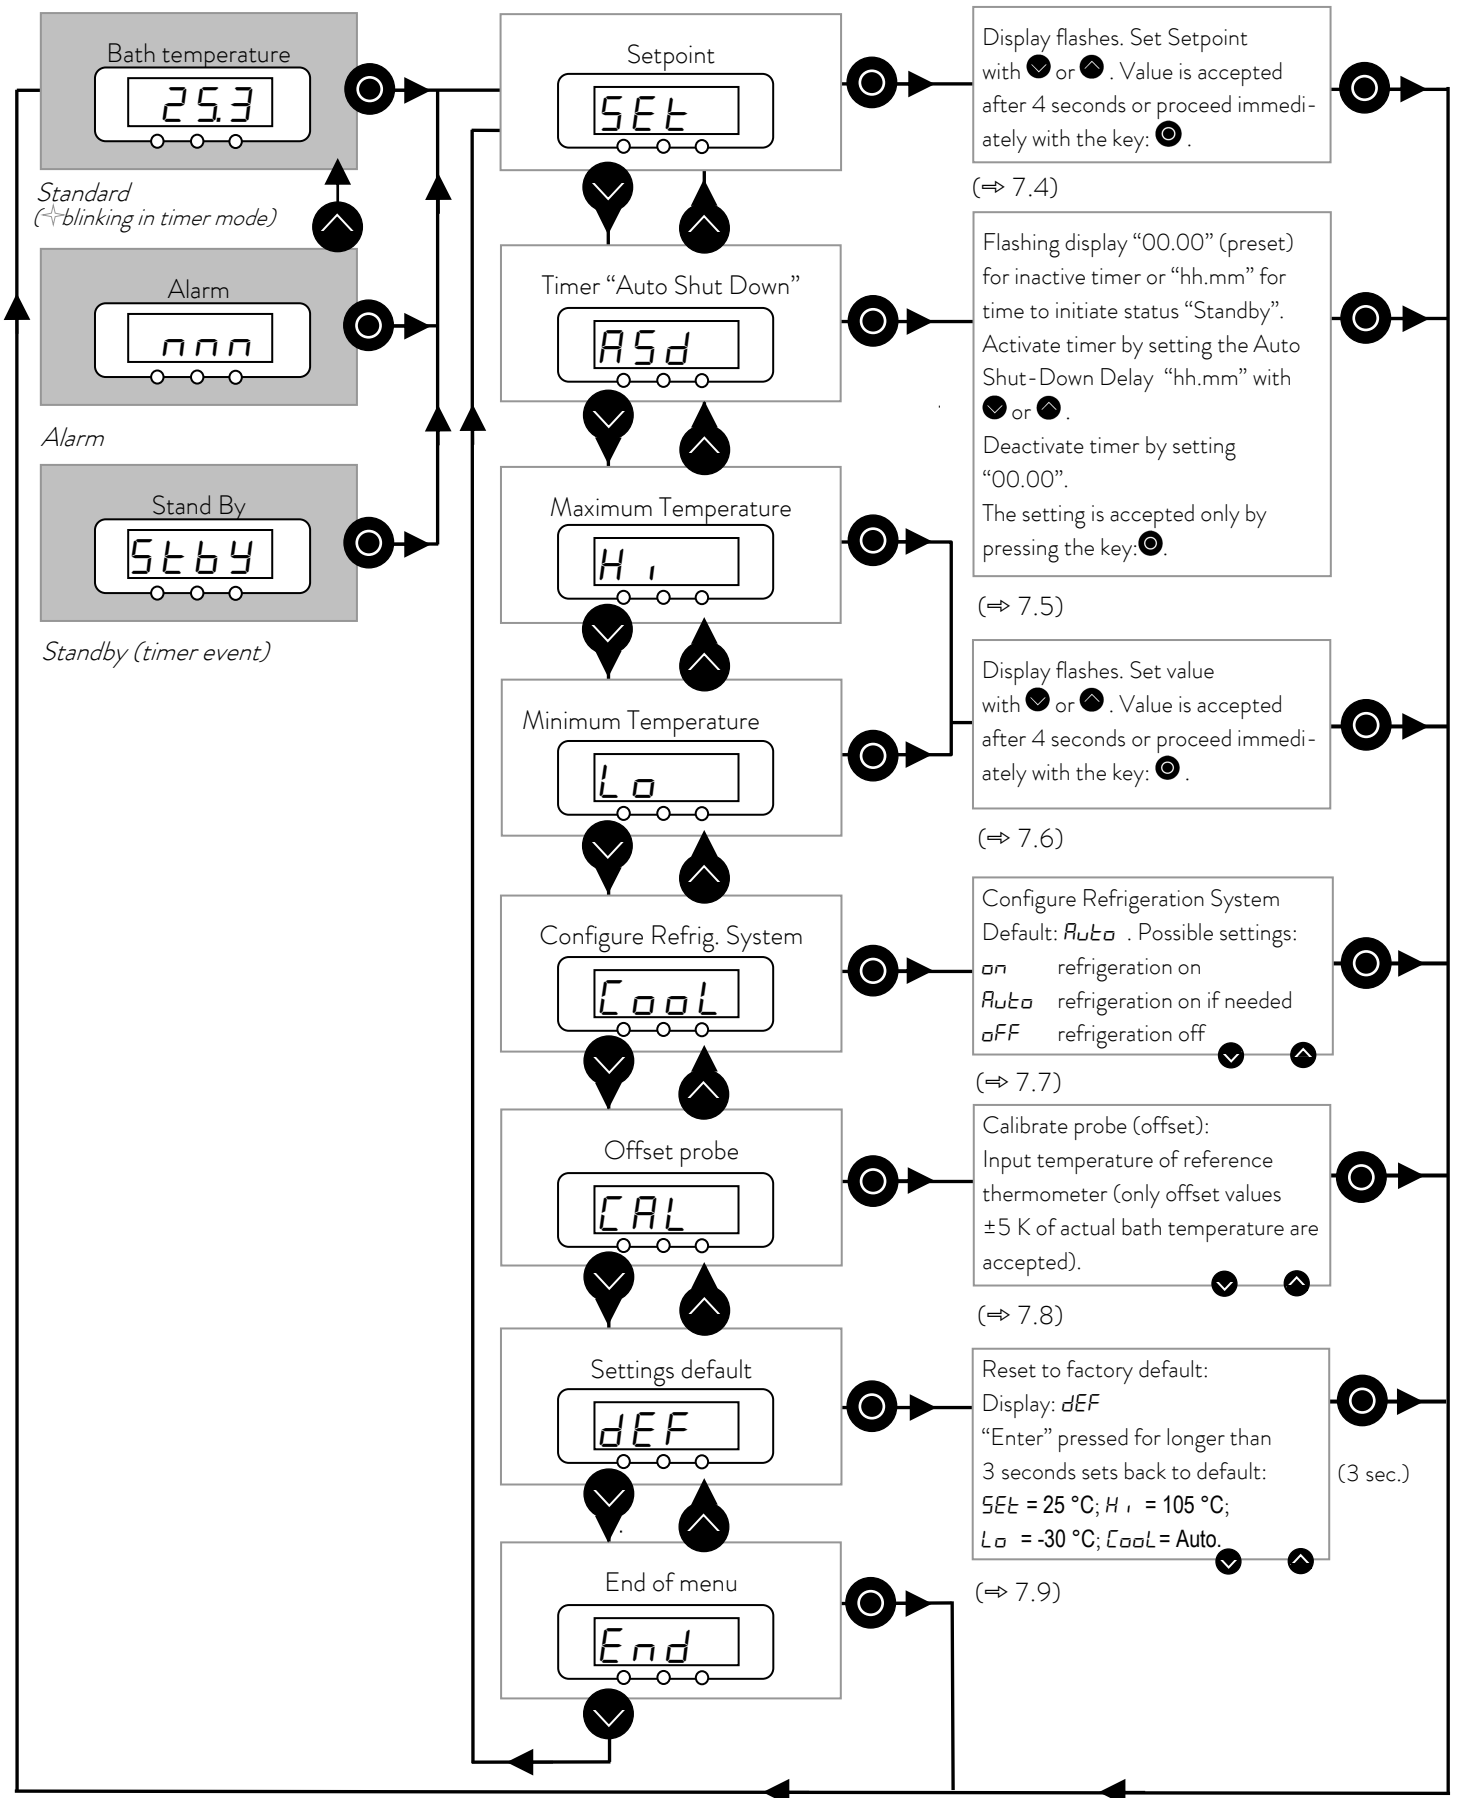 Bath temperature
25.3
Standard
(blinking in timer mode)
Alarm
nnn
Alarm
Stand By
Stby
Standby (timer event)
Setpoint
SEt
Timer “Auto Shut Down”
ASd
Maximum Temperature
Hi
Minimum Temperature
Lo
Configure Refrig. System
CooL
Offset probe
CAL
Settings default
dEF
End of menu
End
Display flashes. Set Setpoint
with or . Value is accepted
after 4 seconds or proceed immedi-
ately with the key: .
(⇨ 7.4)
Flashing display “00.00” (preset)
for inactive timer or “hh.mm” for
time to initiate status “Standby”.
Activate timer by setting the Auto
Shut-Down Delay “hh.mm” with
or .
Deactivate timer by setting
“00.00”.
The setting is accepted only by
pressing the key: .
(⇨ 7.5)
Display flashes. Set value
with or . Value is accepted
after 4 seconds or proceed immedi-
ately with the key: .
(⇨ 7.6)
Configure Refrigeration System
Default: Auto . Possible settings:
on refrigeration on
Auto refrigeration on if needed
oFF refrigeration off
(⇨ 7.7)
Calibrate probe (offset):
Input temperature of reference
thermometer (only offset values
±5 K of actual bath temperature are
accepted).
(⇨ 7.8)
Reset to factory default:
Display: dEF
“Enter” pressed for longer than
3 seconds sets back to default:
SEt = 25 °C; Hi = 105 °C;
Lo = -30 °C; CooL = Auto.
(3 sec.)
(⇨ 7.9)